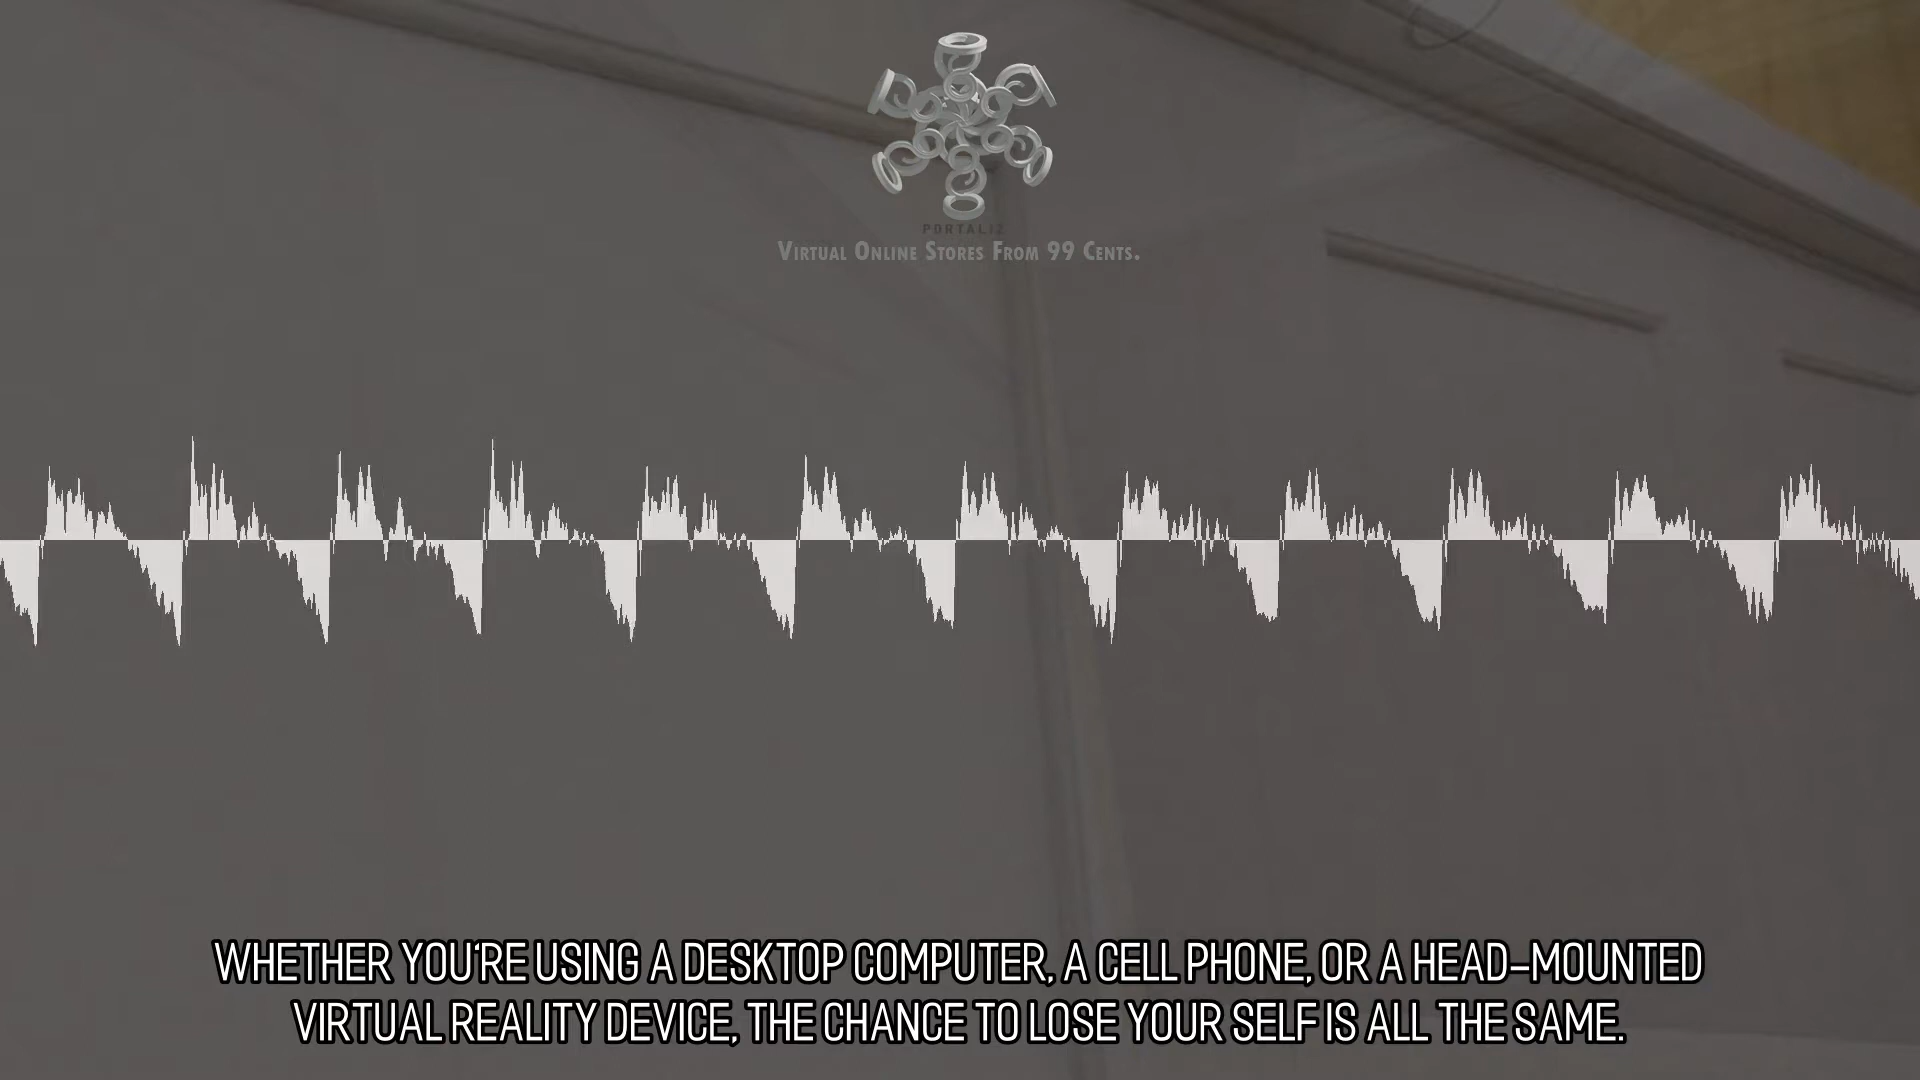 PORTALIZ
VIRTUAL ONLINE STORES FROM 99 CENTS.
WHETHER YOU'RE USING A DESKTOP COMPUTER, A CELL PHONE, OR A HEAD-MOUNTED
VIRTUAL REALITY DEVICE, THE CHANCE TO LOSE YOUR SELF IS ALL THE SAME.